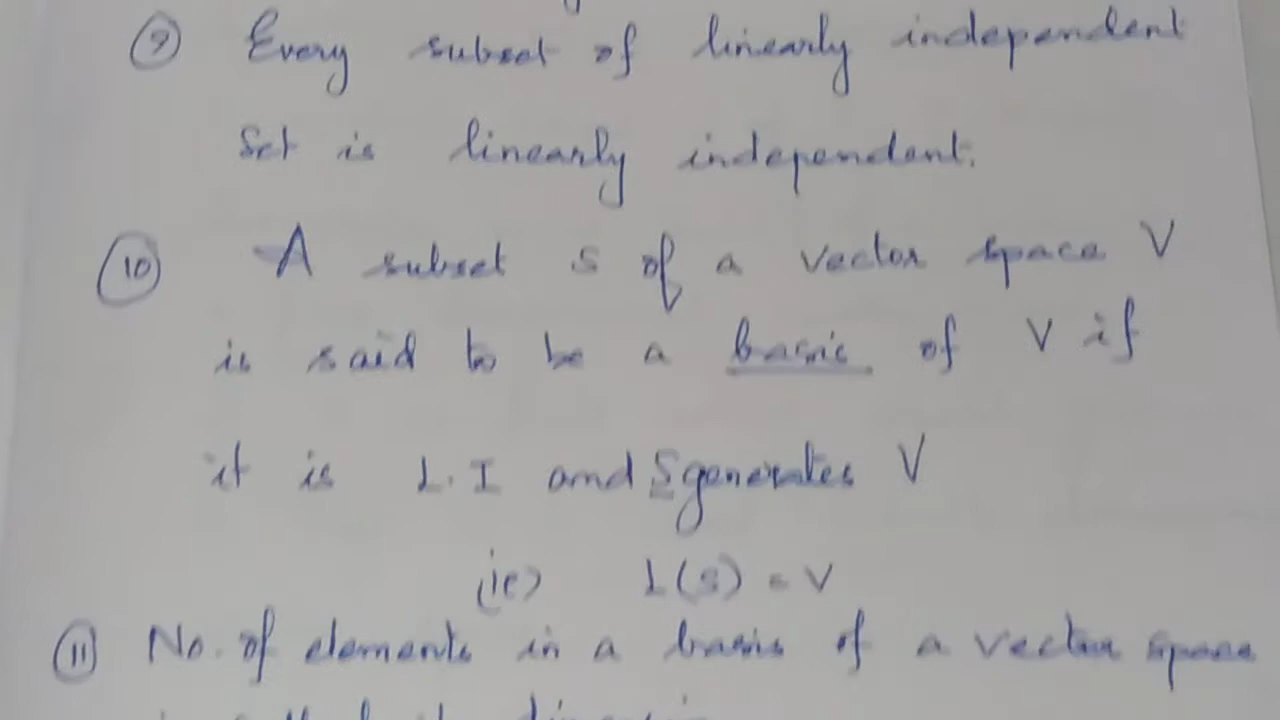 ⑨ Every subset of linearly independent
Set is linearly independent.
⑩ A subset S of a vector space V
is said to be a basis of V if
it is L.I and S generates V
(ie) L(S) = V
⑪ No. of elements in a basis of a vector space